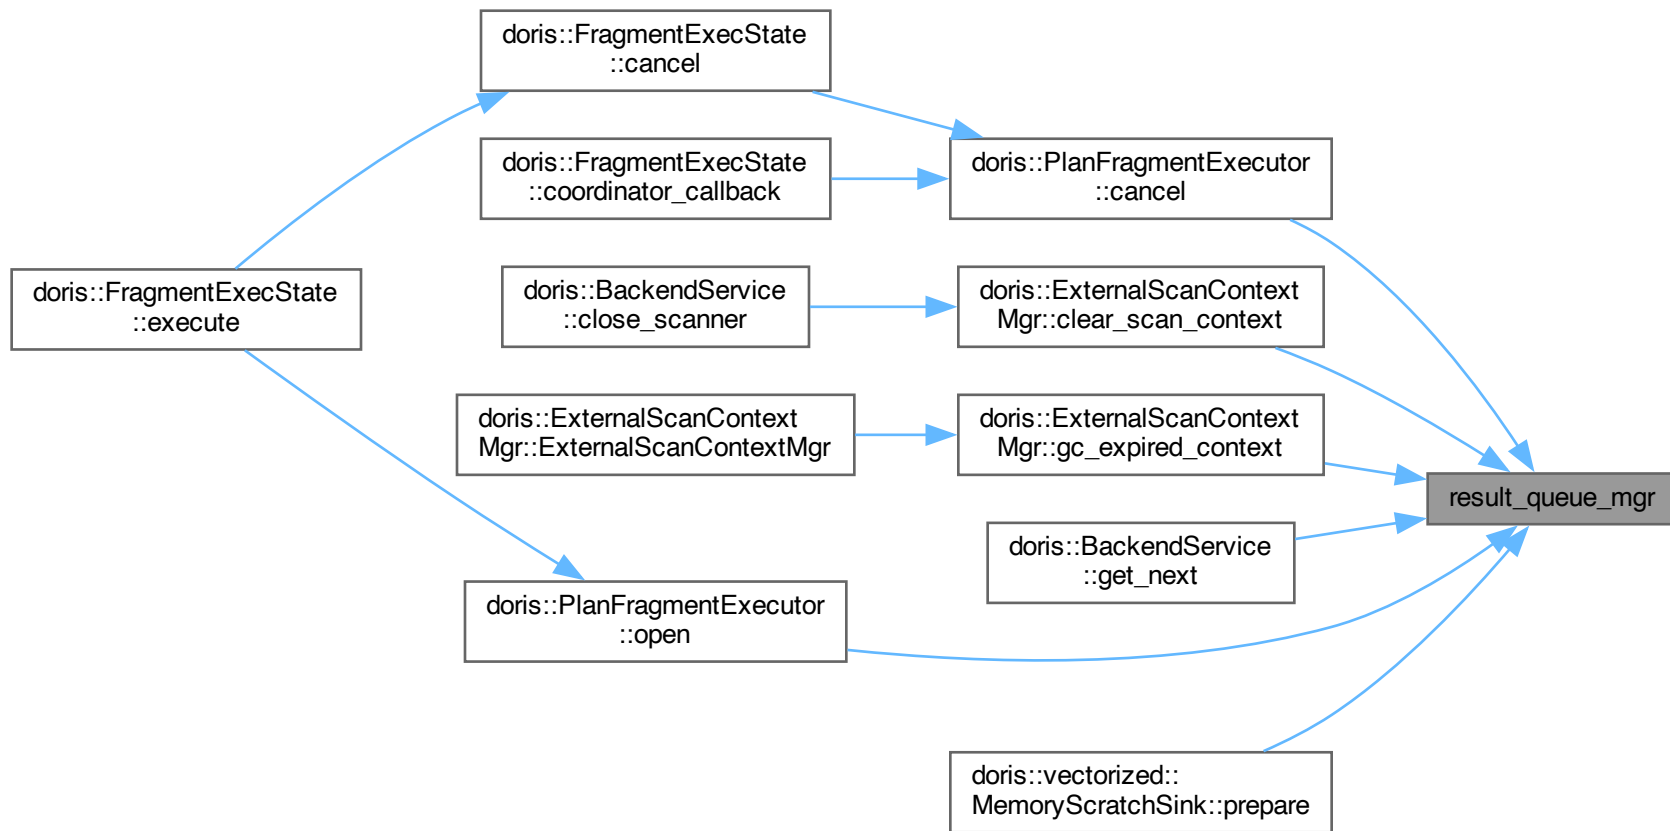 doris::FragmentExecState
::cancel
doris::FragmentExecState
::coordinator_callback
doris::PlanFragmentExecutor
::cancel
doris::FragmentExecState
::execute
doris::BackendService
::close_scanner
doris::ExternalScanContext
Mgr::clear_scan_context
doris::ExternalScanContext
Mgr::ExternalScanContextMgr
doris::ExternalScanContext
Mgr::gc_expired_context
result_queue_mgr
doris::BackendService
::get_next
doris::PlanFragmentExecutor
::open
doris::vectorized::
MemoryScratchSink::prepare